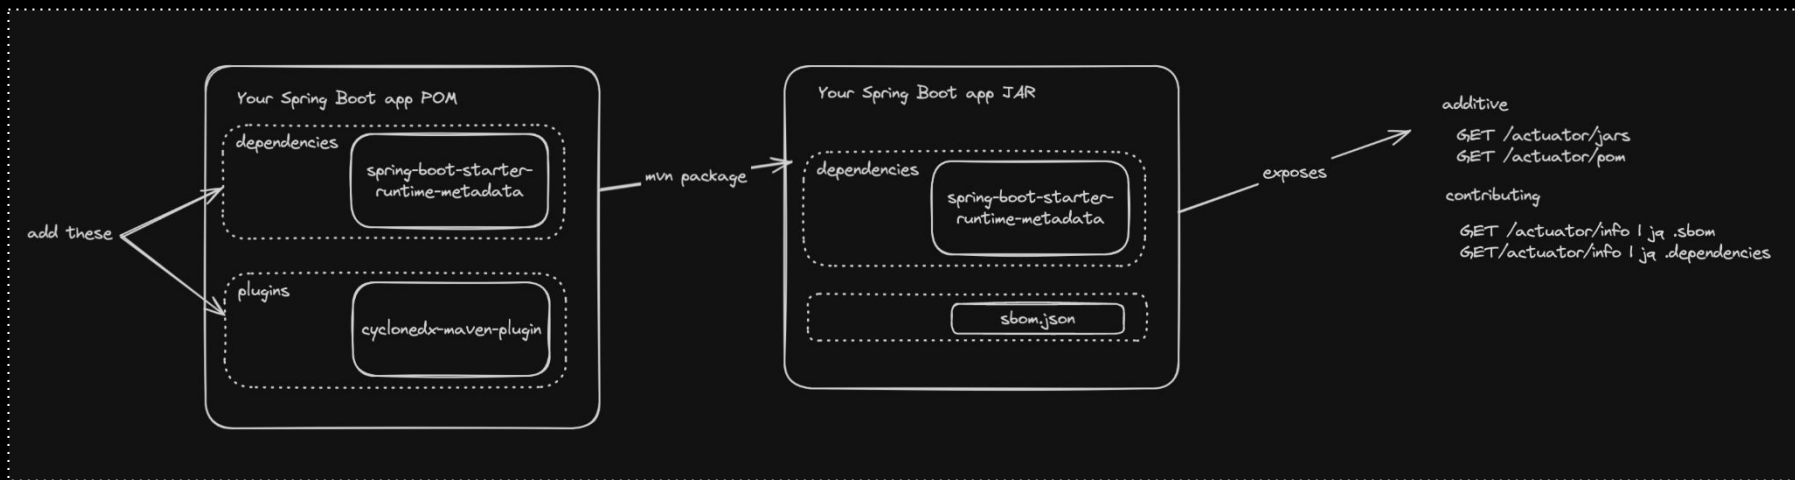 add these
Your Spring Boot app POM
dependencies
spring-boot-starter-
runtime-metadata
plugins
cyclonedx-maven-plugin
mvn package
Your Spring Boot app JAR
dependencies
spring-boot-starter-
runtime-metadata
sbom.json
exposes
additive
GET /actuator/jars
GET /actuator/pom
contributing
GET /actuator/info | jq .sbom
GET/actuator/info | jq .dependencies